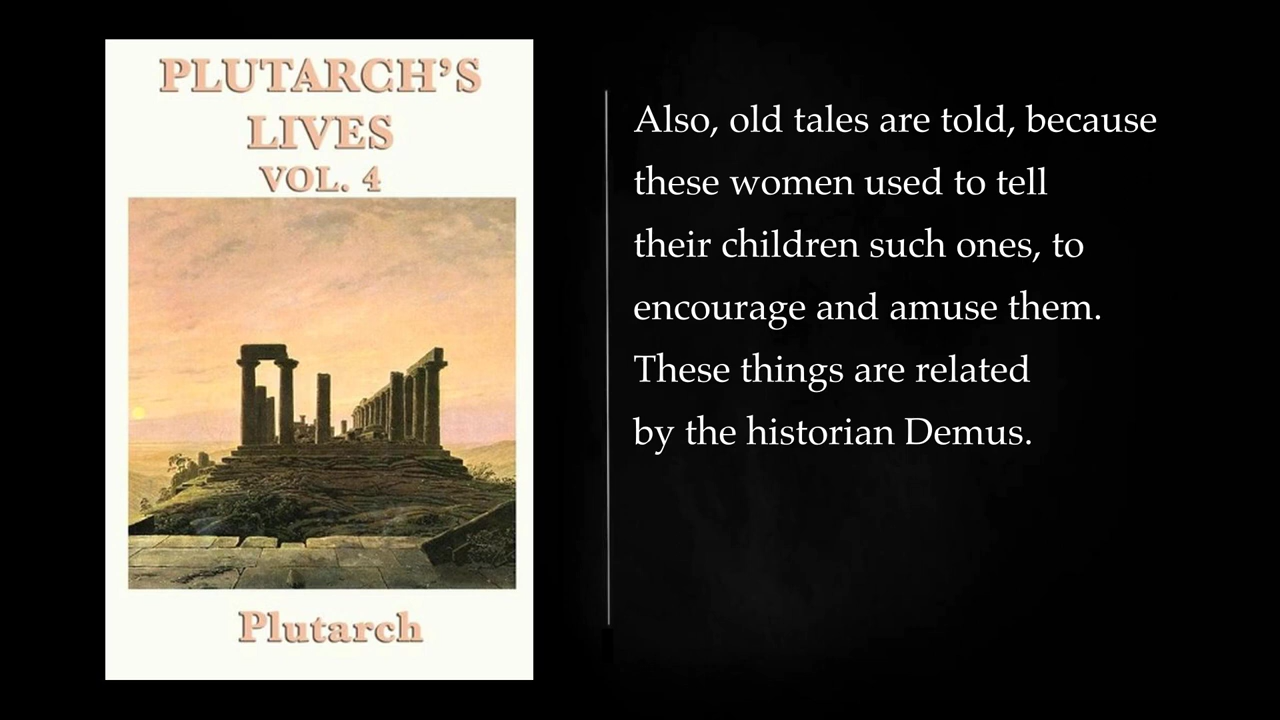 PLUTARCH'S
LIVES
VOL. 4
Plutarch
Also, old tales are told, because
these women used to tell
their children such ones, to
encourage and amuse them.
These things are related
by the historian Demus.